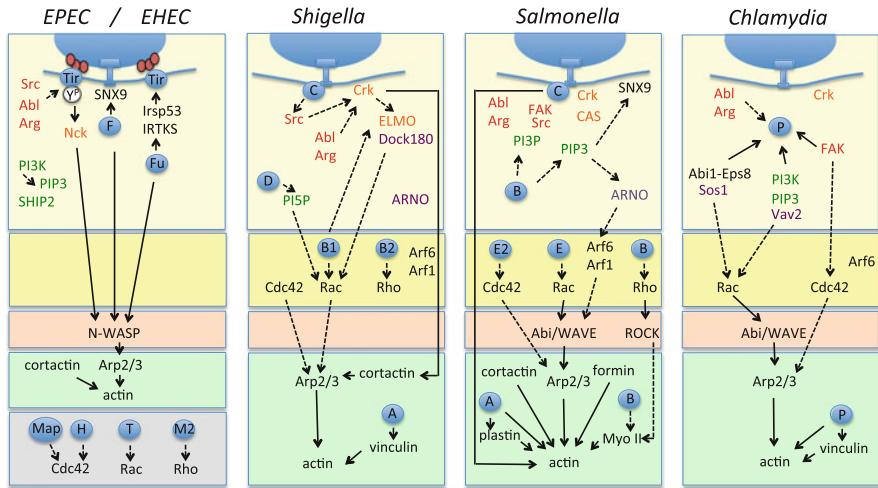 EPEC / EHEC
Tir
Tir
Src
Abl
Arg
Yᴾ
SNX9
Irsp53
IRTKS
Nck
F
Fu
PI3K
PIP3
SHIP2
N-WASP
cortactin
Arp2/3
actin
Map
H
T
M2
Cdc42
Rac
Rho
Shigella
C
Crk
Src
ELMO
Dock180
Abl
Arg
D
PI5P
ARNO
B1
B2
Arf6
Arf1
Cdc42
Rac
Rho
Arp2/3
cortactin
A
vinculin
actin
Salmonella
C
SNX9
Crk
CAS
Abl
Arg
FAK
Src
PI3P
PIP3
B
ARNO
E2
E
Arf6
Arf1
B
Cdc42
Rac
Rho
Abi/WAVE
ROCK
cortactin
Arp2/3
formin
A
B
plastin
Myo II
actin
Chlamydia
Abl
Arg
Crk
P
FAK
Abi1-Eps8
Sos1
PI3K
PIP3
Vav2
Arf6
Rac
Cdc42
Abi/WAVE
Arp2/3
P
vinculin
actin